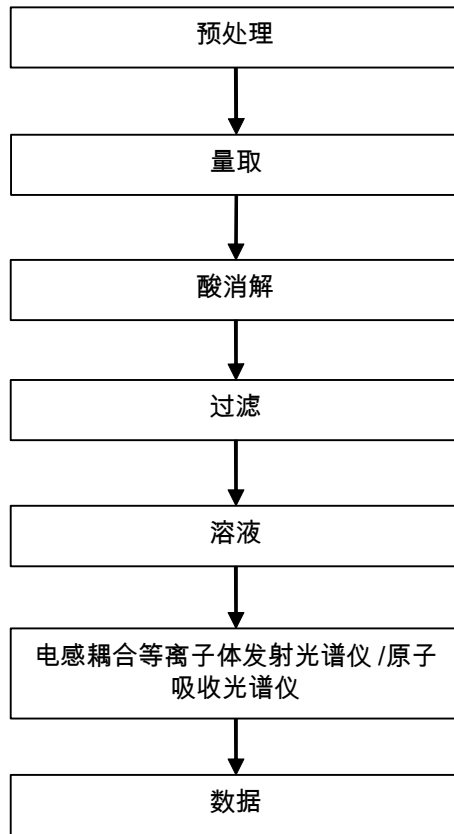 预处理
量取
酸消解
过滤
溶液
电感耦合等离子体发射光谱仪 /原子
吸收光谱仪
数据